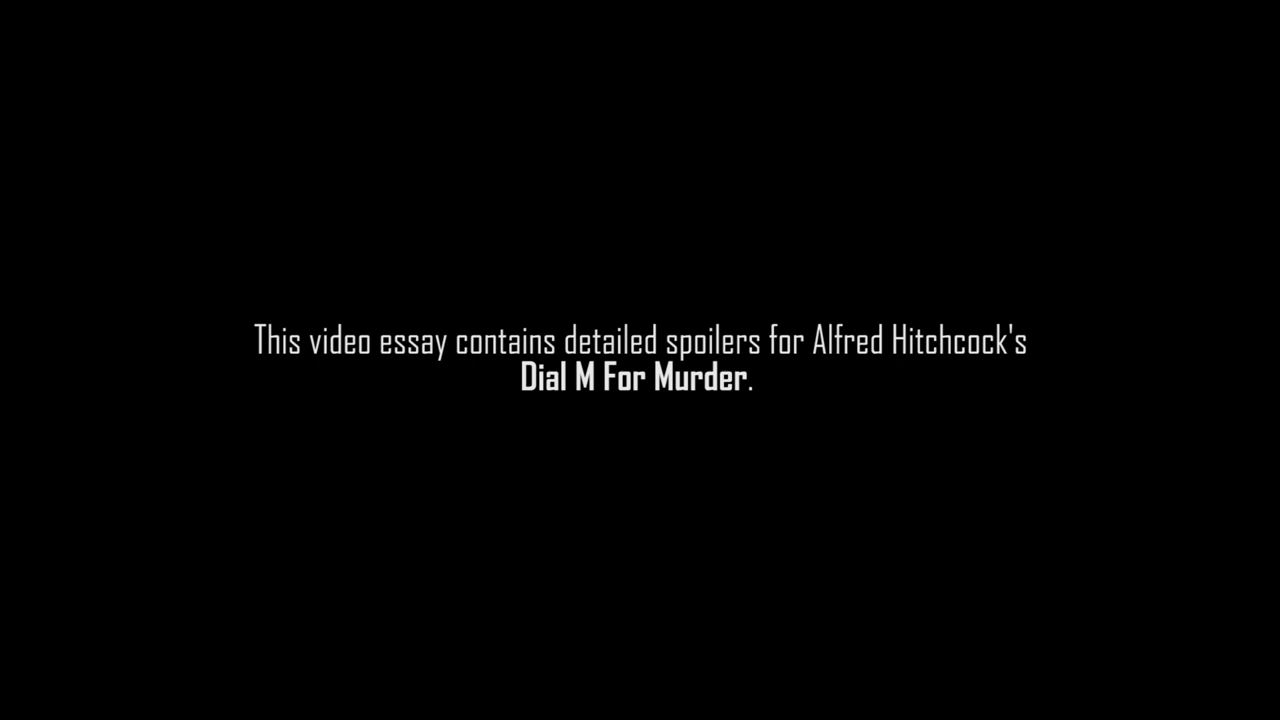 This video essay contains detailed spoilers for Alfred Hitchcock's
Dial M For Murder.